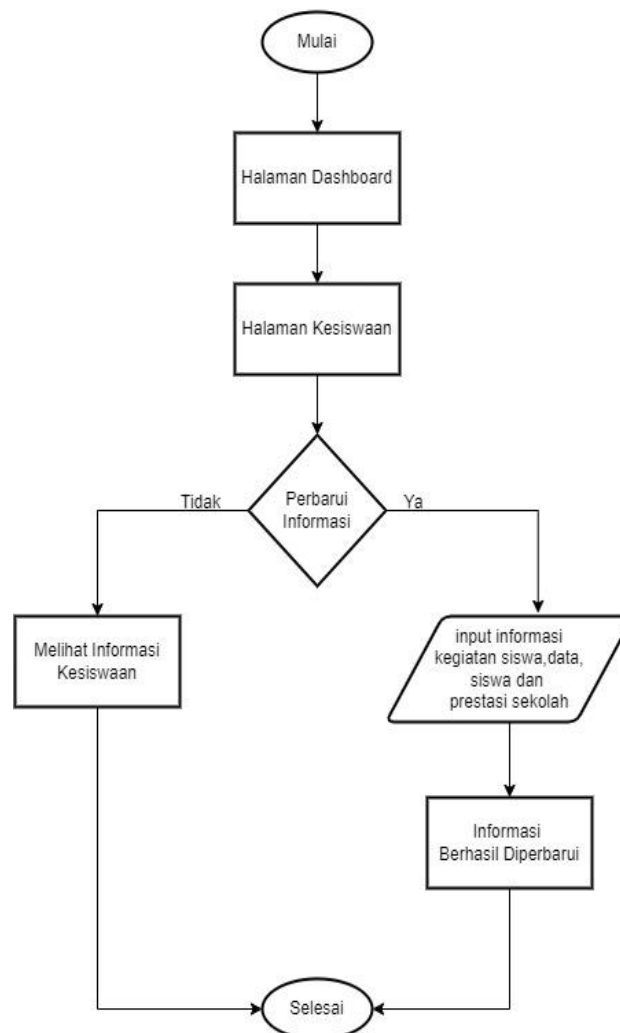 Mulai
Halaman Dashboard
Halaman Kesiswaan
Perbarui
Informasi
Tidak
Ya
Melihat Informasi
Kesiswaan
input informasi
kegiatan siswa,data,
siswa dan
prestasi sekolah
Informasi
Berhasil Diperbarui
Selesai